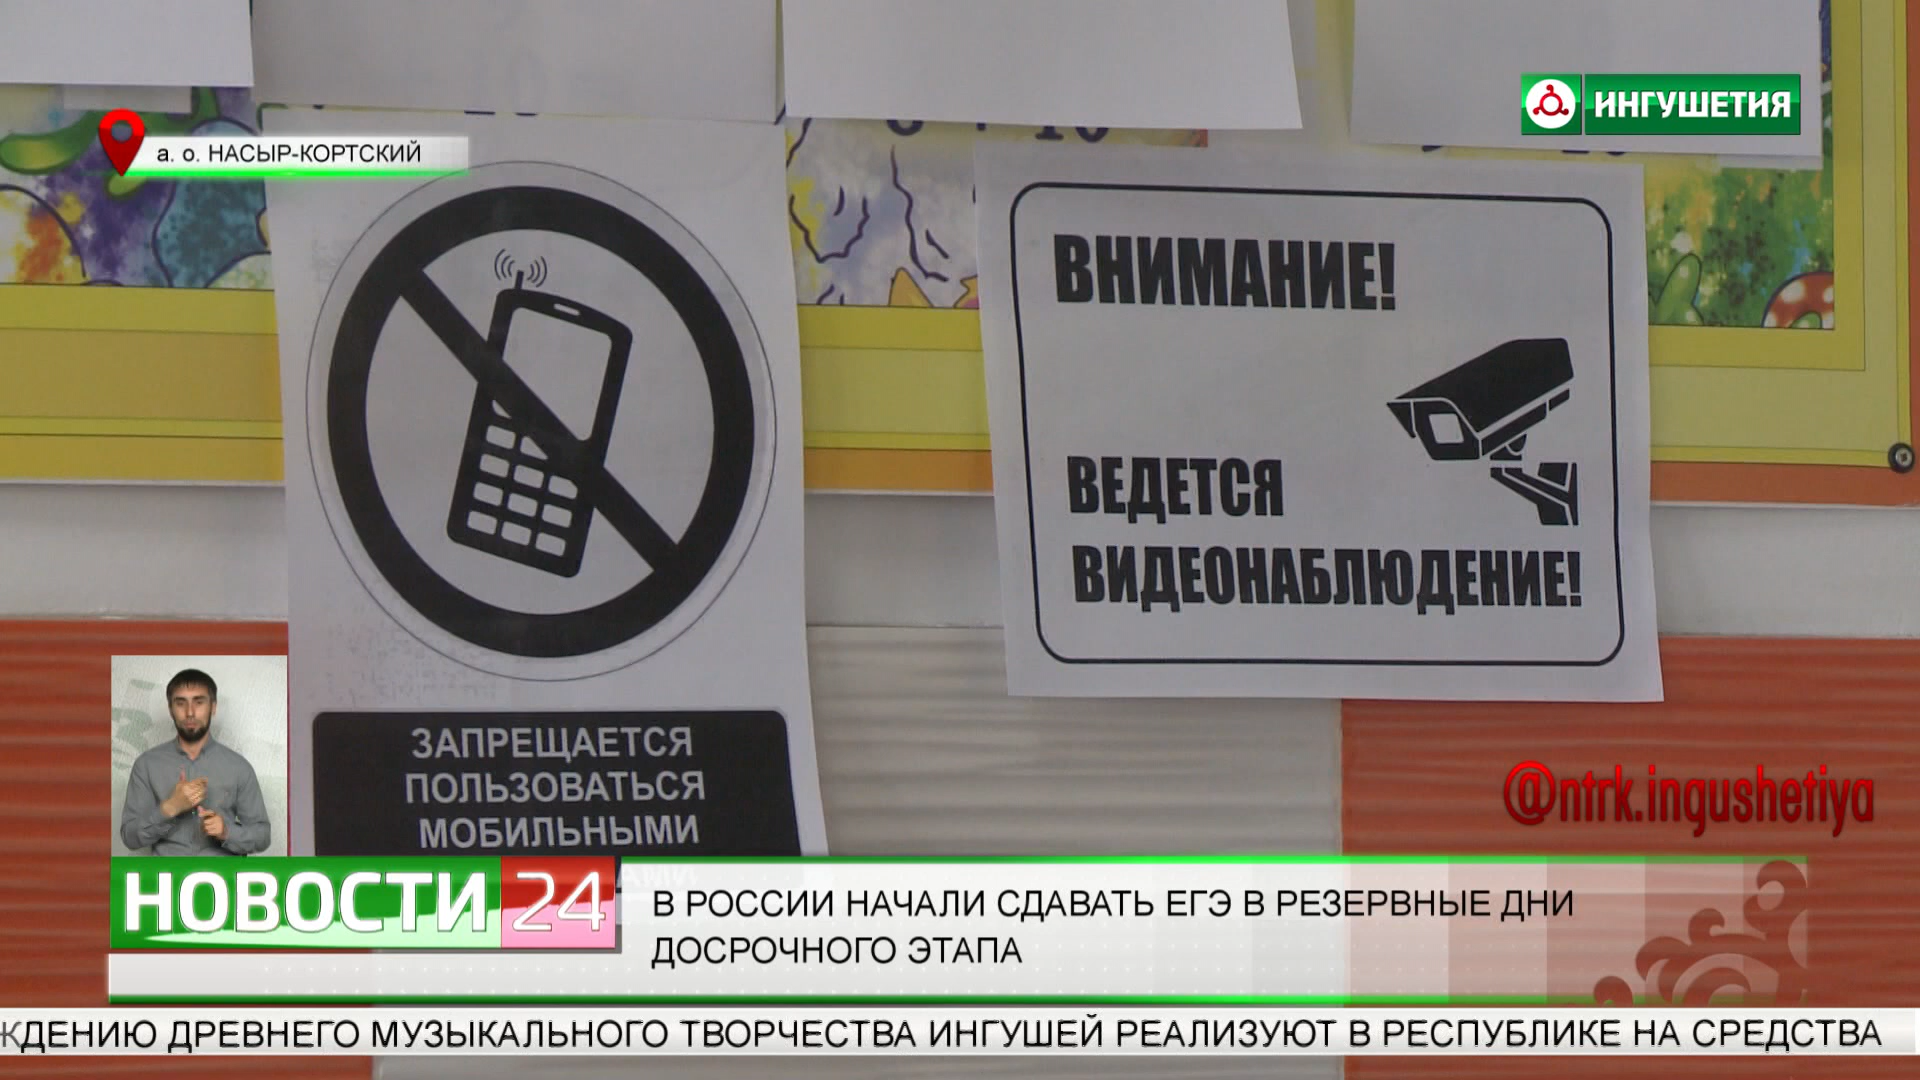 ИНГУШЕТИЯ
а. о. НАСЫР-КОРТСКИЙ
ВНИМАНИЕ!
ВЕДЕТСЯ
ВИДЕОНАБЛЮДЕНИЕ!
ЗАПРЕЩАЕТСЯ
ПОЛЬЗОВАТЬСЯ
МОБИЛЬНЫМИ
@ntrk.ingushetiya
НОВОСТИ 24
В РОССИИ НАЧАЛИ СДАВАТЬ ЕГЭ В РЕЗЕРВНЫЕ ДНИ
ДОСРОЧНОГО ЭТАПА
ЖДЕНИЮ ДРЕВНЕГО МУЗЫКАЛЬНОГО ТВОРЧЕСТВА ИНГУШЕЙ РЕАЛИЗУЮТ В РЕСПУБЛИКЕ НА СРЕДСТВА